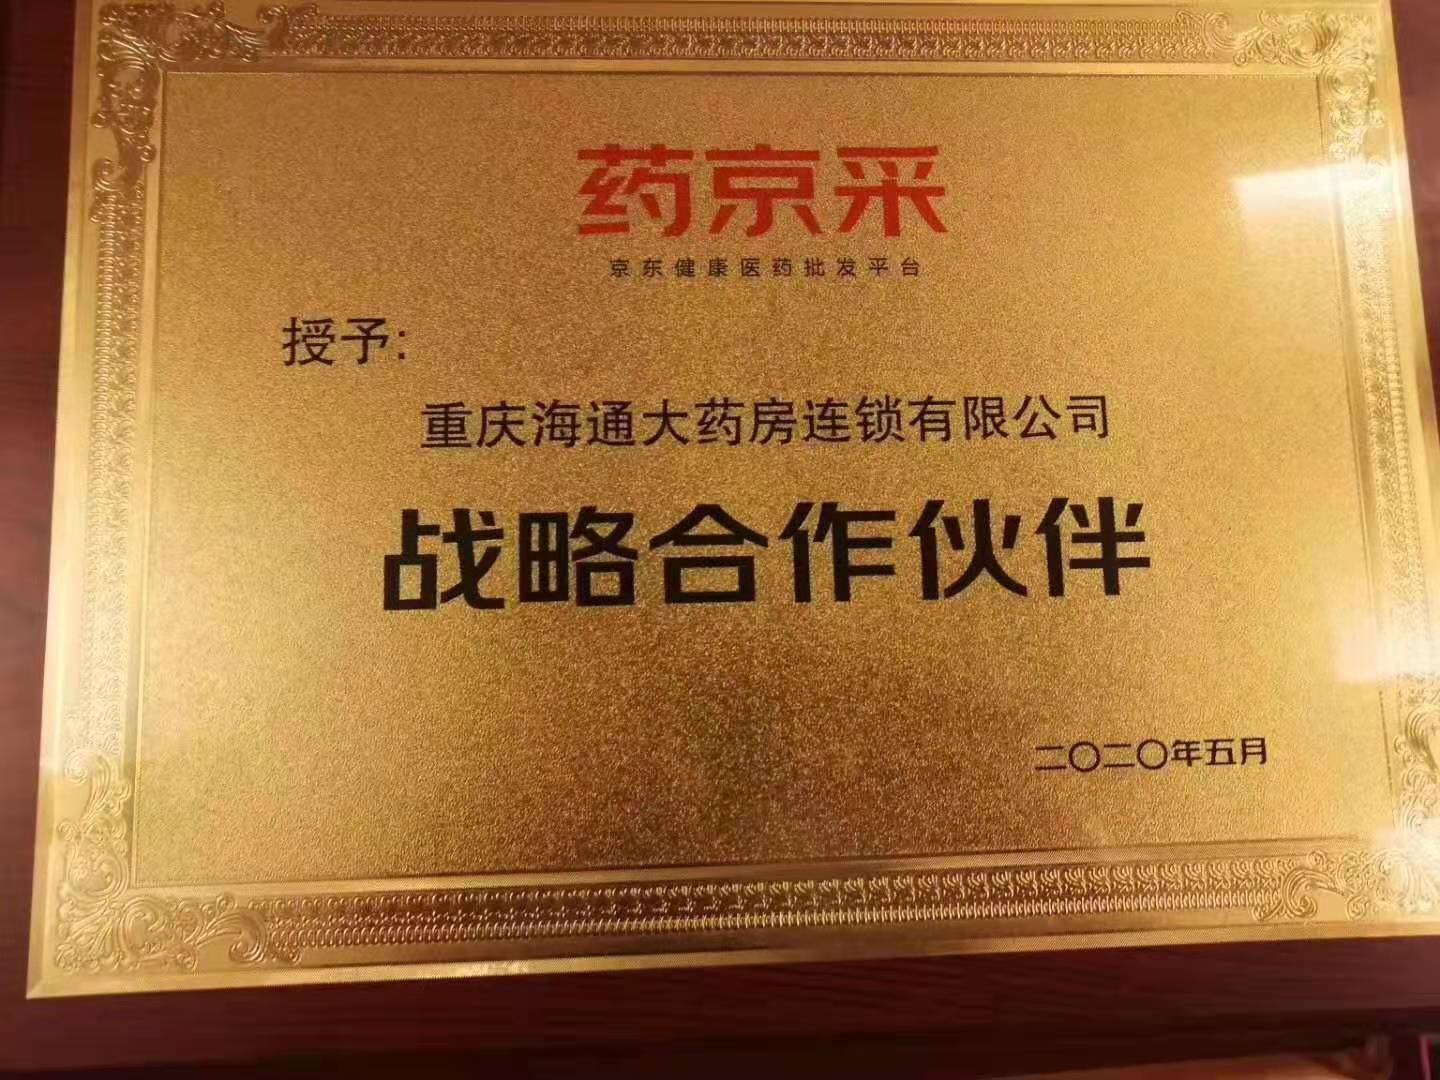 药京采
京东健康医药批发平台
授予:
重庆海通大药房连锁有限公司
战略合作伙伴
二〇二〇年五月